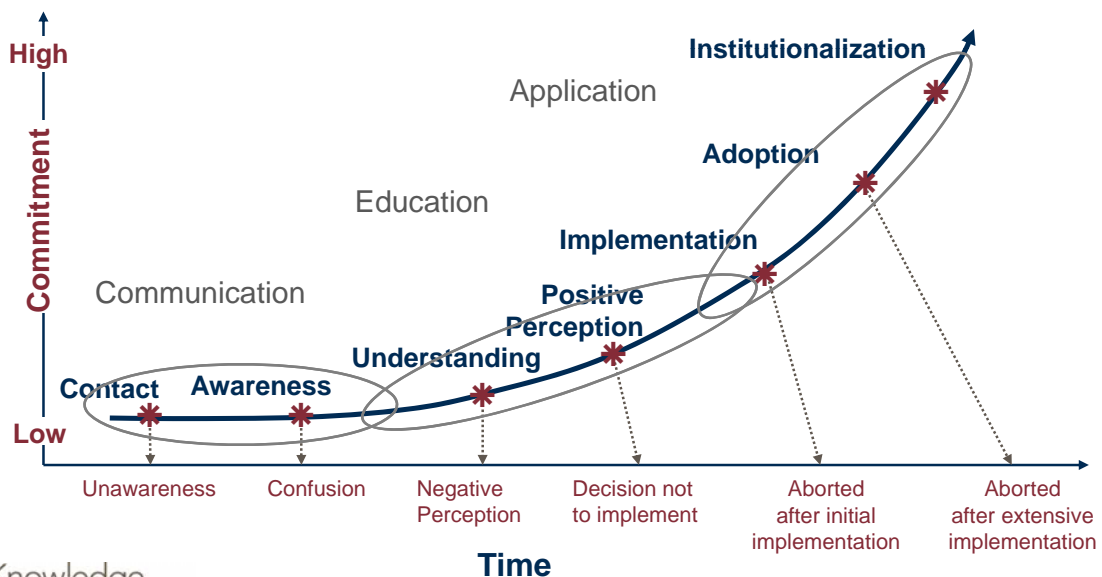 High
Institutionalization
Application
Adoption
Commitment
Education
Implementation
Communication
Positive
Perception
Understanding
Contact
Awareness
Low
Unawareness
Confusion
Negative
Perception
Decision not
to implement
Aborted
after initial
implementation
Aborted
after extensive
implementation
Time
Knowledge